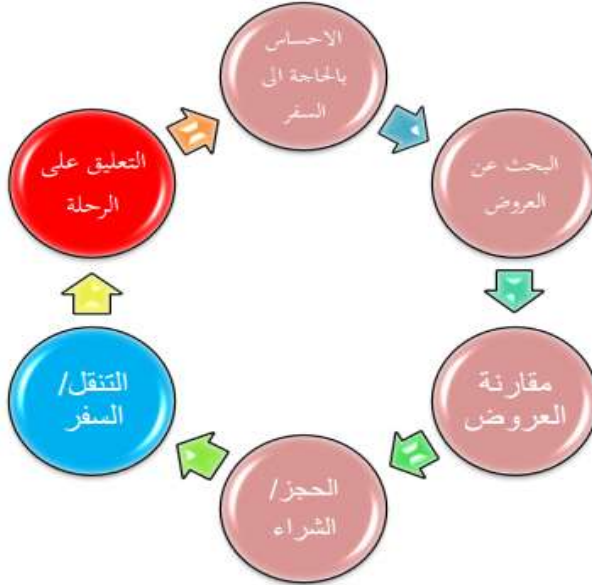 الاحساس
بالحاجة الى
السفر
البحث عن
العروض
مقارنة
العروض
الحجز/
الشراء
التنقل/
السفر
التعليق على
الرحلة